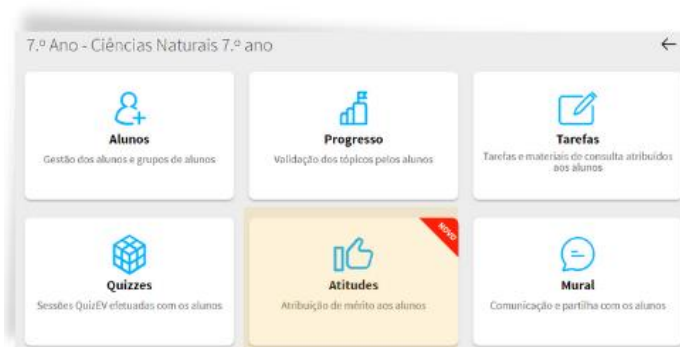 7.º Ano - Ciências Naturais 7.º ano
Alunos
Gestão dos alunos e grupos de alunos
Progresso
Validação dos tópicos pelos alunos
Tarefas
Tarefas e materiais de consulta atribuídos
aos alunos
Quizzes
Sessões QuizEV efetuadas com os alunos
NOVO
Atitudes
Atribuição de mérito aos alunos
Mural
Comunicação e partilha com os alunos